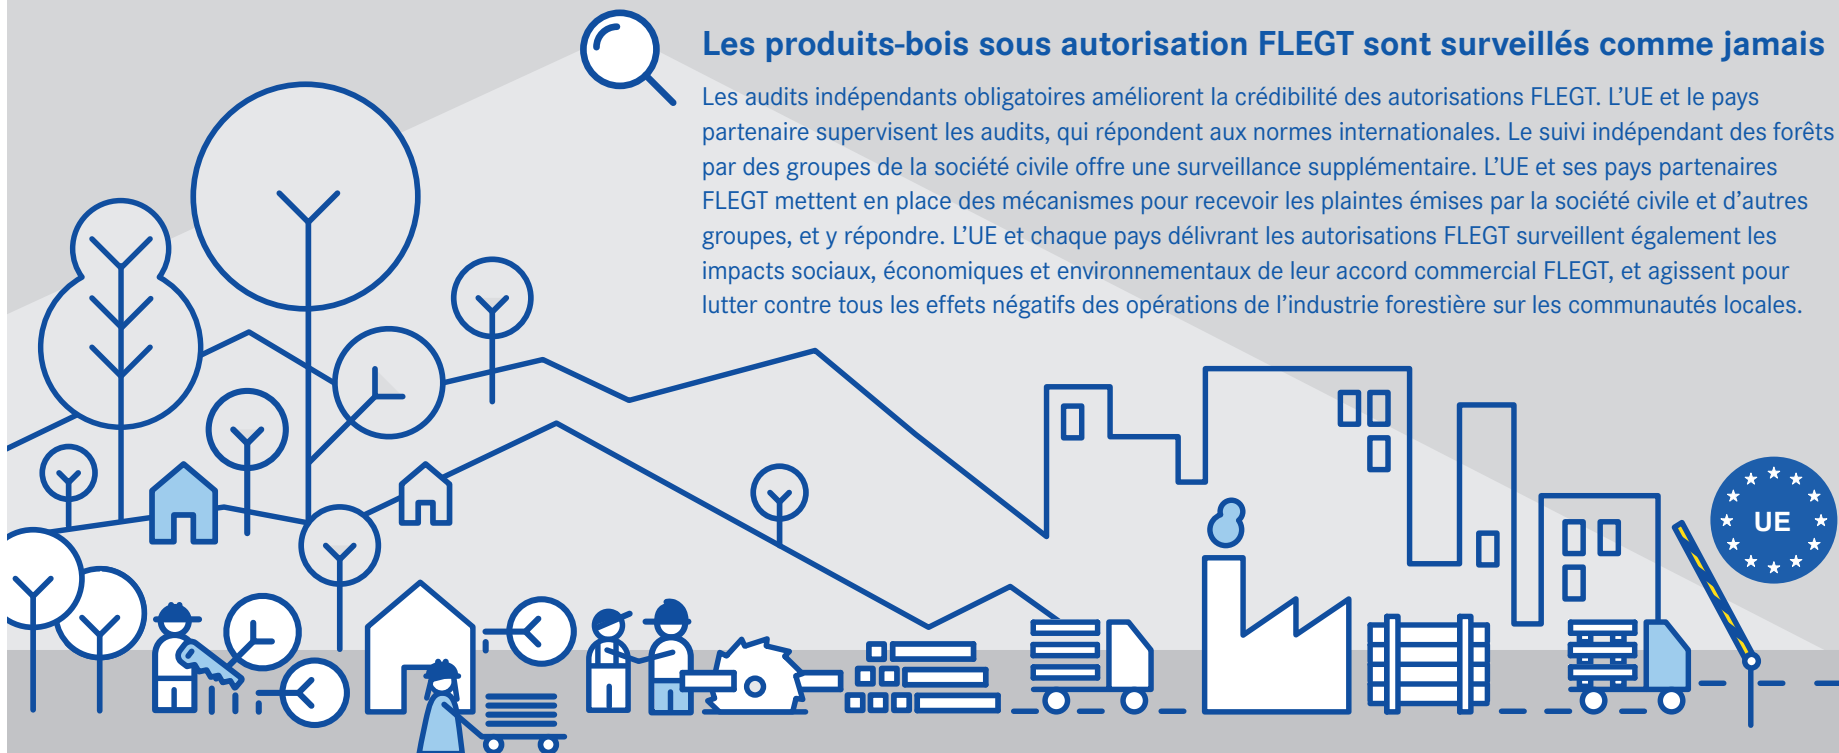 Les produits-bois sous autorisation FLEGT sont surveillés comme jamais
Les audits indépendants obligatoires améliorent la crédibilité des autorisations FLEGT. L’UE et le pays
partenaire supervisent les audits, qui répondent aux normes internationales. Le suivi indépendant des forêts
par des groupes de la société civile offre une surveillance supplémentaire. L’UE et ses pays partenaires
FLEGT mettent en place des mécanismes pour recevoir les plaintes émises par la société civile et d’autres
groupes, et y répondre. L’UE et chaque pays délivrant les autorisations FLEGT surveillent également les
impacts sociaux, économiques et environnementaux de leur accord commercial FLEGT, et agissent pour
lutter contre tous les effets négatifs des opérations de l’industrie forestière sur les communautés locales.
UE